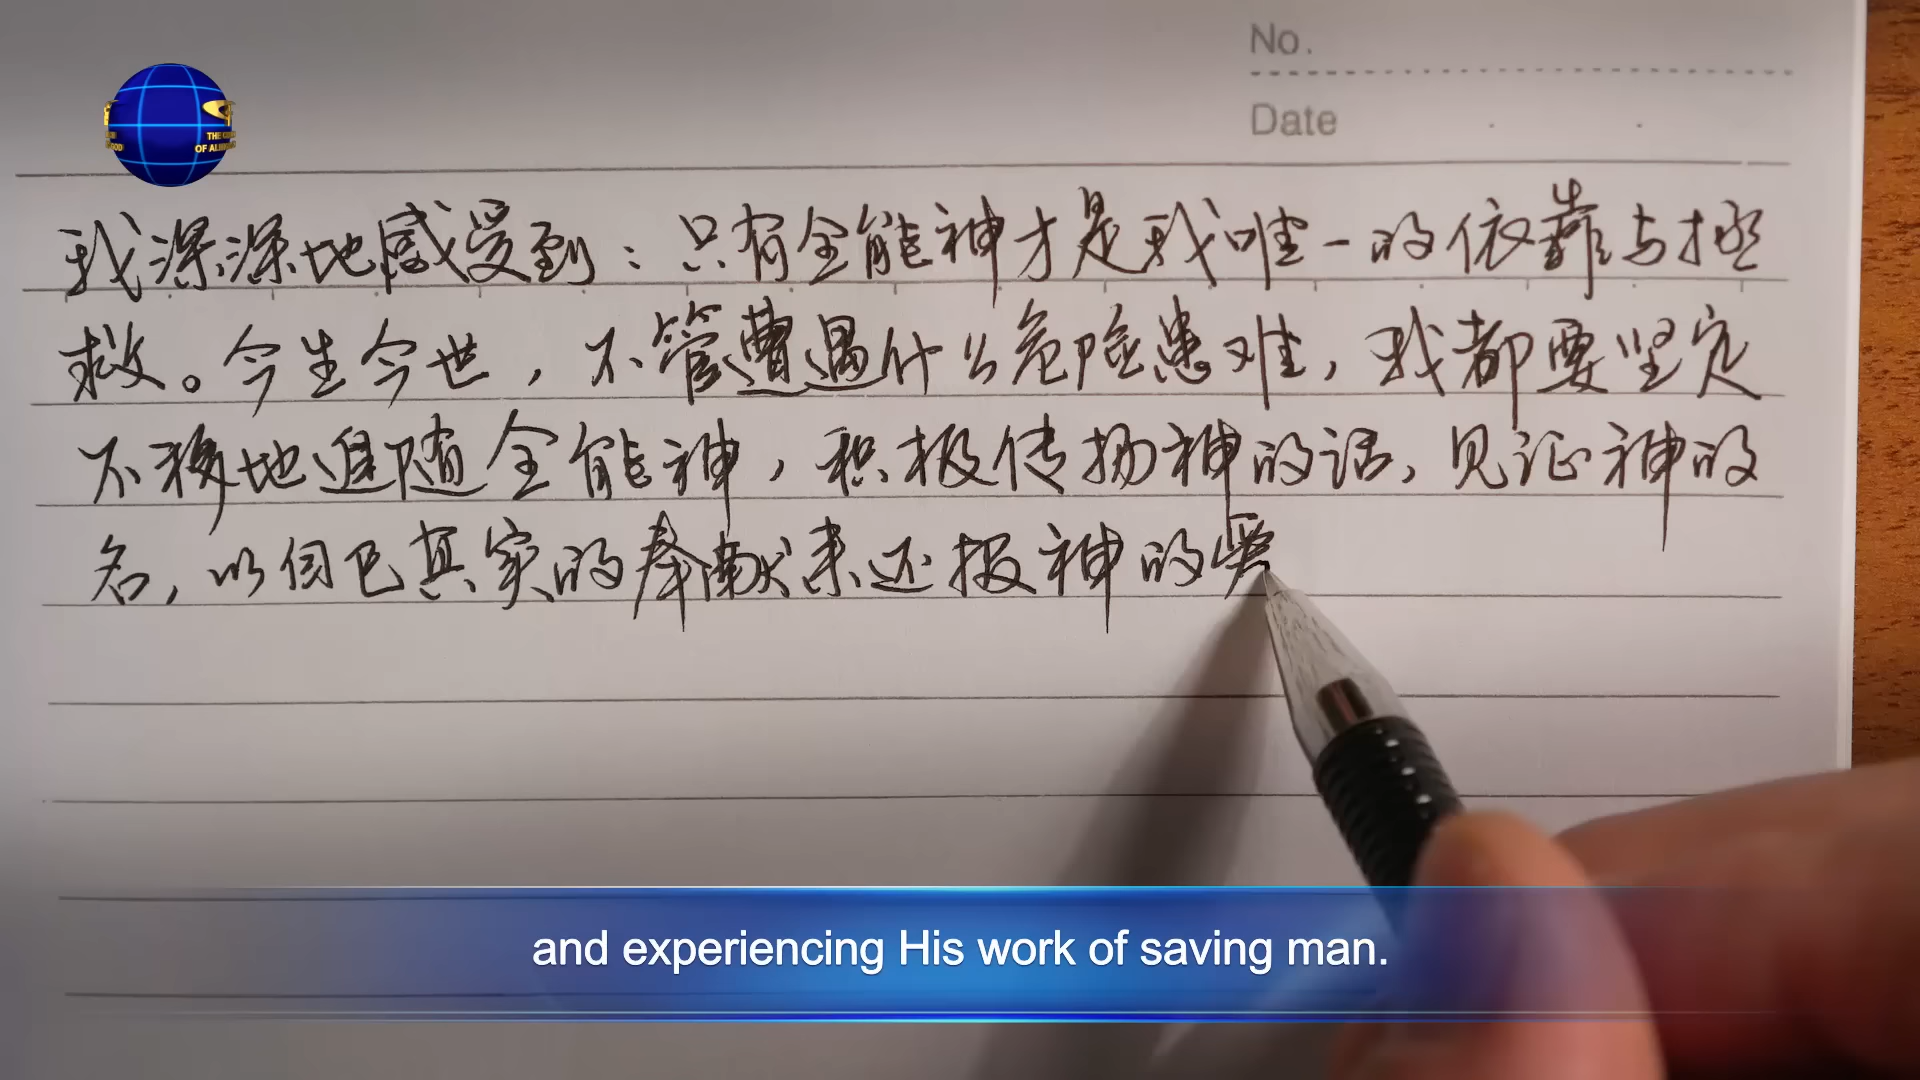 No.
Date
THE
OF ALMIGHTY
GOD
我深深地感受到：只有全能神才是我唯一的依靠与拯
救。今生今世，不管遭遇什么危险患难，我都要坚定
不移地追随全能神，积极传扬神的话，见证神的
名，以自己真实的奉献来还报神的爱
and experiencing His work of saving man.